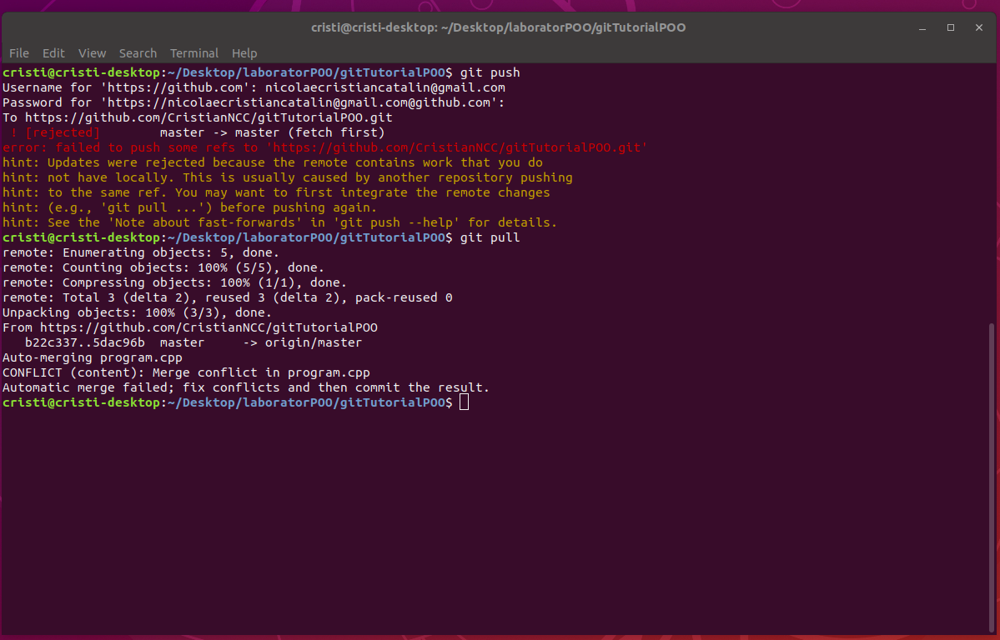 cristi@cristi-desktop: ~/Desktop/laboratorPOO/gitTutorialPOO
File Edit View Search Terminal Help
cristi@cristi-desktop:~/Desktop/laboratorPOO/gitTutorialPOO$ git push
Username for 'https://github.com': nicolaecristiancatalin@gmail.com
Password for 'https://nicolaecristiancatalin@gmail.com@github.com':
To https://github.com/CristianNCC/gitTutorialPOO.git
 ! [rejected]        master -> master (fetch first)
error: failed to push some refs to 'https://github.com/CristianNCC/gitTutorialPOO.git'
hint: Updates were rejected because the remote contains work that you do
hint: not have locally. This is usually caused by another repository pushing
hint: to the same ref. You may want to first integrate the remote changes
hint: (e.g., 'git pull ...') before pushing again.
hint: See the 'Note about fast-forwards' in 'git push --help' for details.
cristi@cristi-desktop:~/Desktop/laboratorPOO/gitTutorialPOO$ git pull
remote: Enumerating objects: 5, done.
remote: Counting objects: 100% (5/5), done.
remote: Compressing objects: 100% (1/1), done.
remote: Total 3 (delta 2), reused 3 (delta 2), pack-reused 0
Unpacking objects: 100% (3/3), done.
From https://github.com/CristianNCC/gitTutorialPOO
   b22c337..5dac96b  master     -> origin/master
Auto-merging program.cpp
CONFLICT (content): Merge conflict in program.cpp
Automatic merge failed; fix conflicts and then commit the result.
cristi@cristi-desktop:~/Desktop/laboratorPOO/gitTutorialPOO$